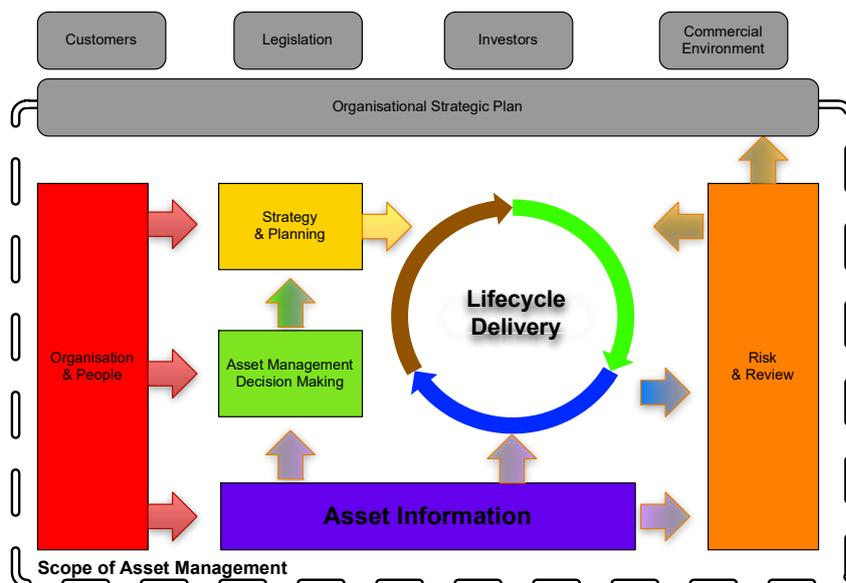 Customers
Legislation
Investors
Commercial
Environment
Organisational Strategic Plan
Strategy
& Planning
Lifecycle
Delivery
Organisation
& People
Asset Management
Decision Making
Risk
& Review
Asset Information
Scope of Asset Management